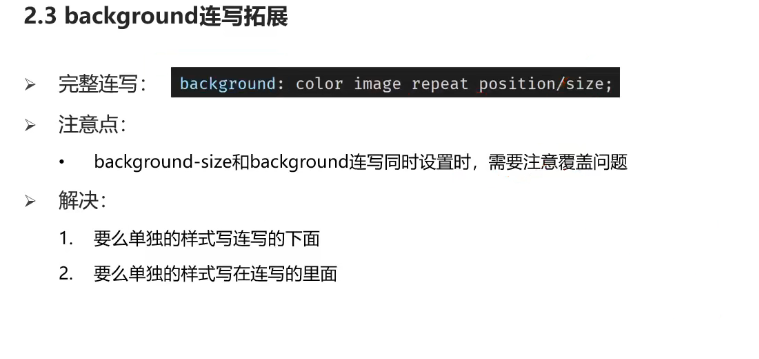 2.3 background连写拓展
➢ 完整连写： background: color image repeat position/size;
➢ 注意点：
• background-size和background连写同时设置时，需要注意覆盖问题
➢ 解决：
1. 要么单独的样式写连写的下面
2. 要么单独的样式写在连写的里面